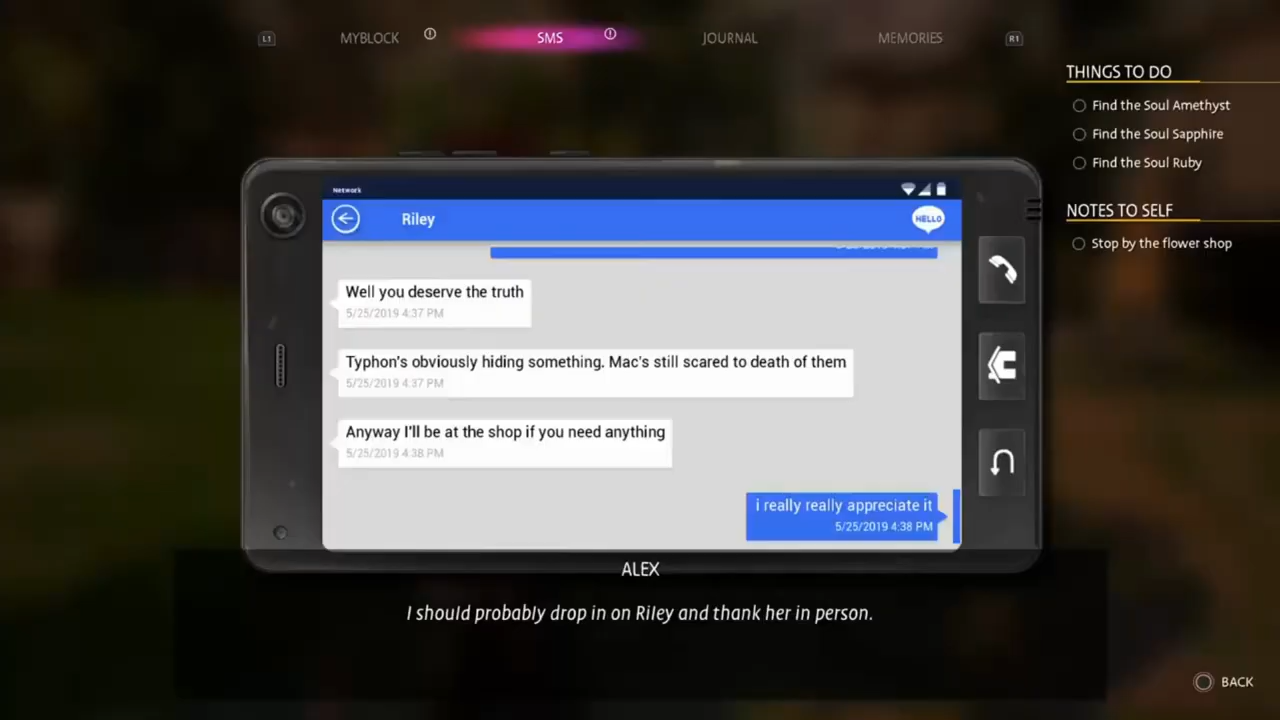 L1
MYBLOCK
SMS
JOURNAL
MEMORIES
R1
THINGS TO DO
Find the Soul Amethyst
Find the Soul Sapphire
Find the Soul Ruby
NOTES TO SELF
Stop by the flower shop
Network
Riley
HELLO
Well you deserve the truth
5/25/2019 4:37 PM
Typhon's obviously hiding something. Mac's still scared to death of them
5/25/2019 4:37 PM
Anyway I'll be at the shop if you need anything
5/25/2019 4:38 PM
i really really appreciate it
5/25/2019 4:38 PM
ALEX
I should probably drop in on Riley and thank her in person.
BACK